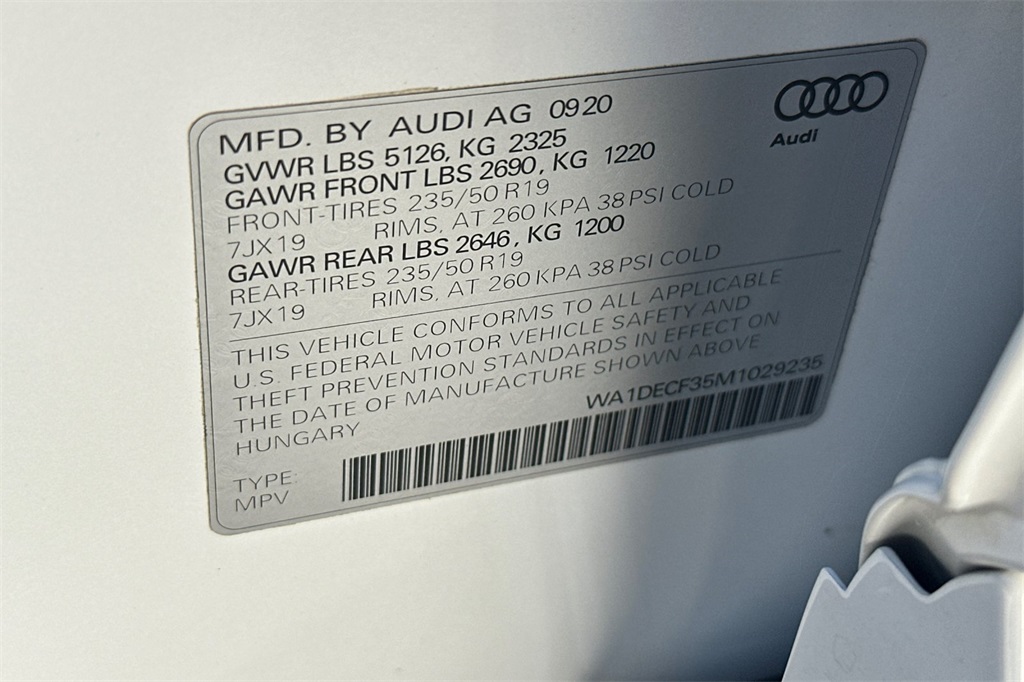 MFD. BY AUDI AG 0920
Audi
GVWR LBS 5126, KG 2325
GAWR FRONT LBS 2690, KG 1220
FRONT-TIRES 235/50 R19
7JX19 RIMS, AT 260 KPA 38 PSI COLD
GAWR REAR LBS 2646, KG 1200
REAR-TIRES 235/50 R19
7JX19 RIMS, AT 260 KPA 38 PSI COLD
THIS VEHICLE CONFORMS TO ALL APPLICABLE
U.S. FEDERAL MOTOR VEHICLE SAFETY AND
THEFT PREVENTION STANDARDS IN EFFECT ON
THE DATE OF MANUFACTURE SHOWN ABOVE
HUNGARY
WA1DECF35M1029235
TYPE:
MPV